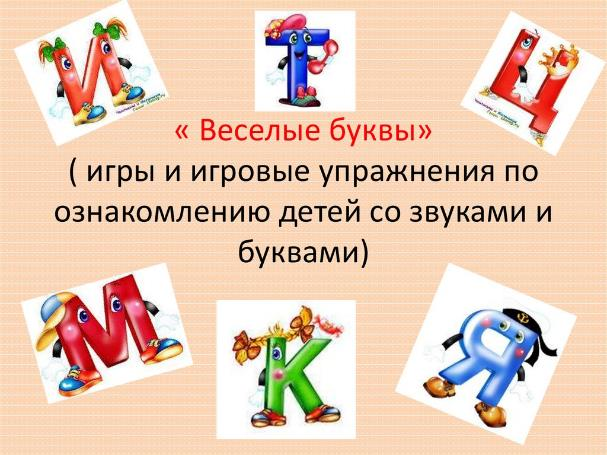 И
Т
Ц
« Веселые буквы»
( игры и игровые упражнения по
ознакомлению детей со звуками и
буквами)
М
К
Я